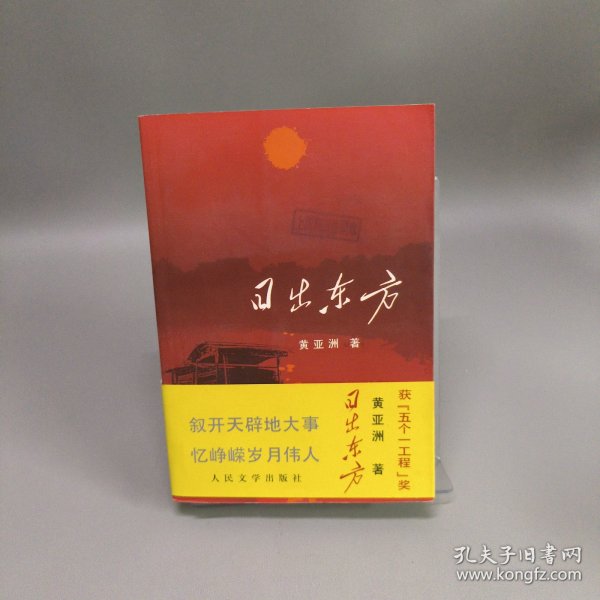 日出东方
黄亚洲 著
叙开天辟地大事
忆峥嵘岁月伟人
人民文学出版社
日出东方
黄亚洲 著
获「五个一工程」奖
孔夫子旧书网
www.kongfz.com